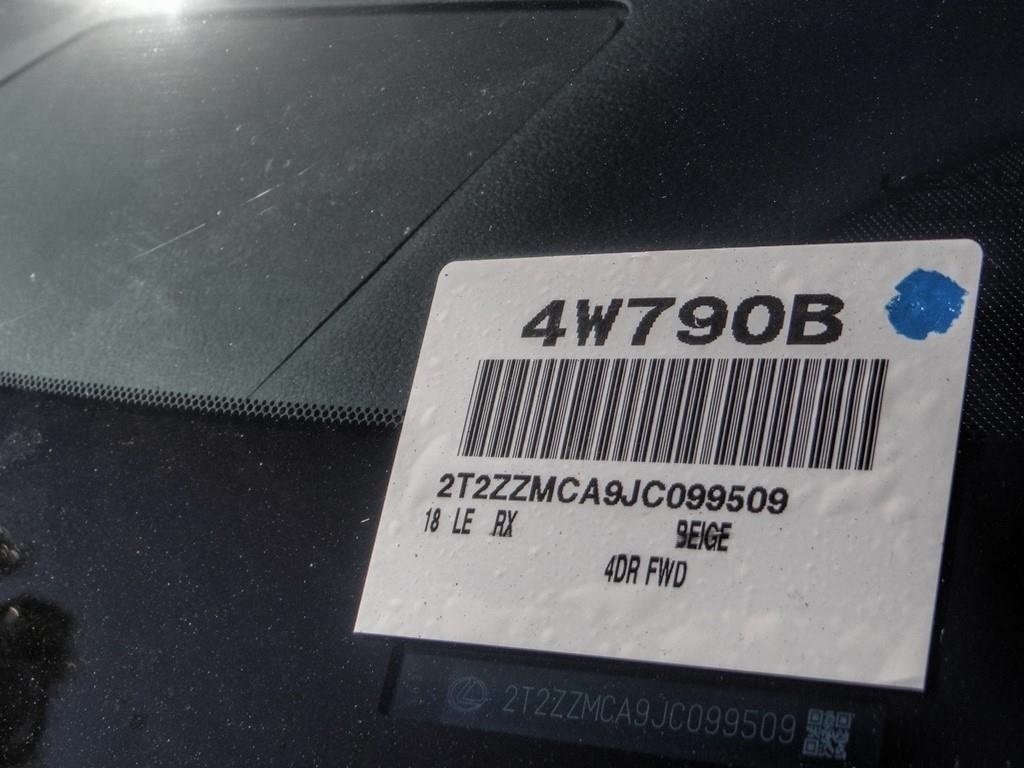 4W790B
2T2ZZMCA9JC099509
18 LE RX BEIGE
4DR FWD
2T2ZZMCA9JC099509